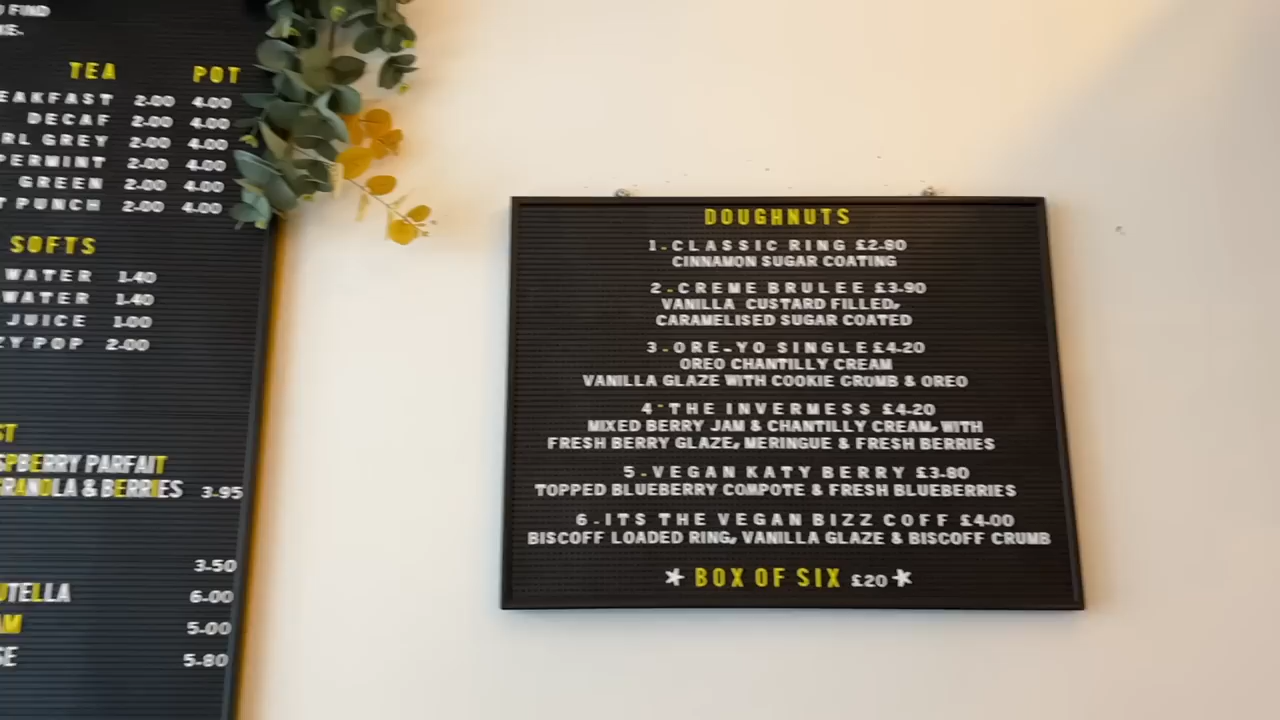 FIND
TEA POT
EAKFAST 2.00 4.00
DECAF 2.00 4.00
RL GREY 2.00 4.00
PERMINT 2.00 4.00
GREEN 2.00 4.00
T PUNCH 2.00 4.00
SOFTS
WATER 1.40
WATER 1.40
JUICE 1.00
ZY POP 2.00
ST
SPBERRY PARFAIT
RANOLA & BERRIES 3.95
3.50
UTELLA 6.00
AM 5.00
SE 5.80
DOUGHNUTS
1.CLASSIC RING £2.80
CINNAMON SUGAR COATING
2.CREME BRULEE £3.90
VANILLA CUSTARD FILLED,
CARAMELISED SUGAR COATED
3.ORE-YO SINGLE £4.20
OREO CHANTILLY CREAM
VANILLA GLAZE WITH COOKIE CRUMB & OREO
4.THE INVERMESS £4.20
MIXED BERRY JAM & CHANTILLY CREAM, WITH
FRESH BERRY GLAZE, MERINGUE & FRESH BERRIES
5.VEGAN KATY BERRY £3.80
TOPPED BLUEBERRY COMPOTE & FRESH BLUEBERRIES
6.ITS THE VEGAN BIZZ COFF £4.00
BISCOFF LOADED RING, VANILLA GLAZE & BISCOFF CRUMB
* BOX OF SIX £20 *